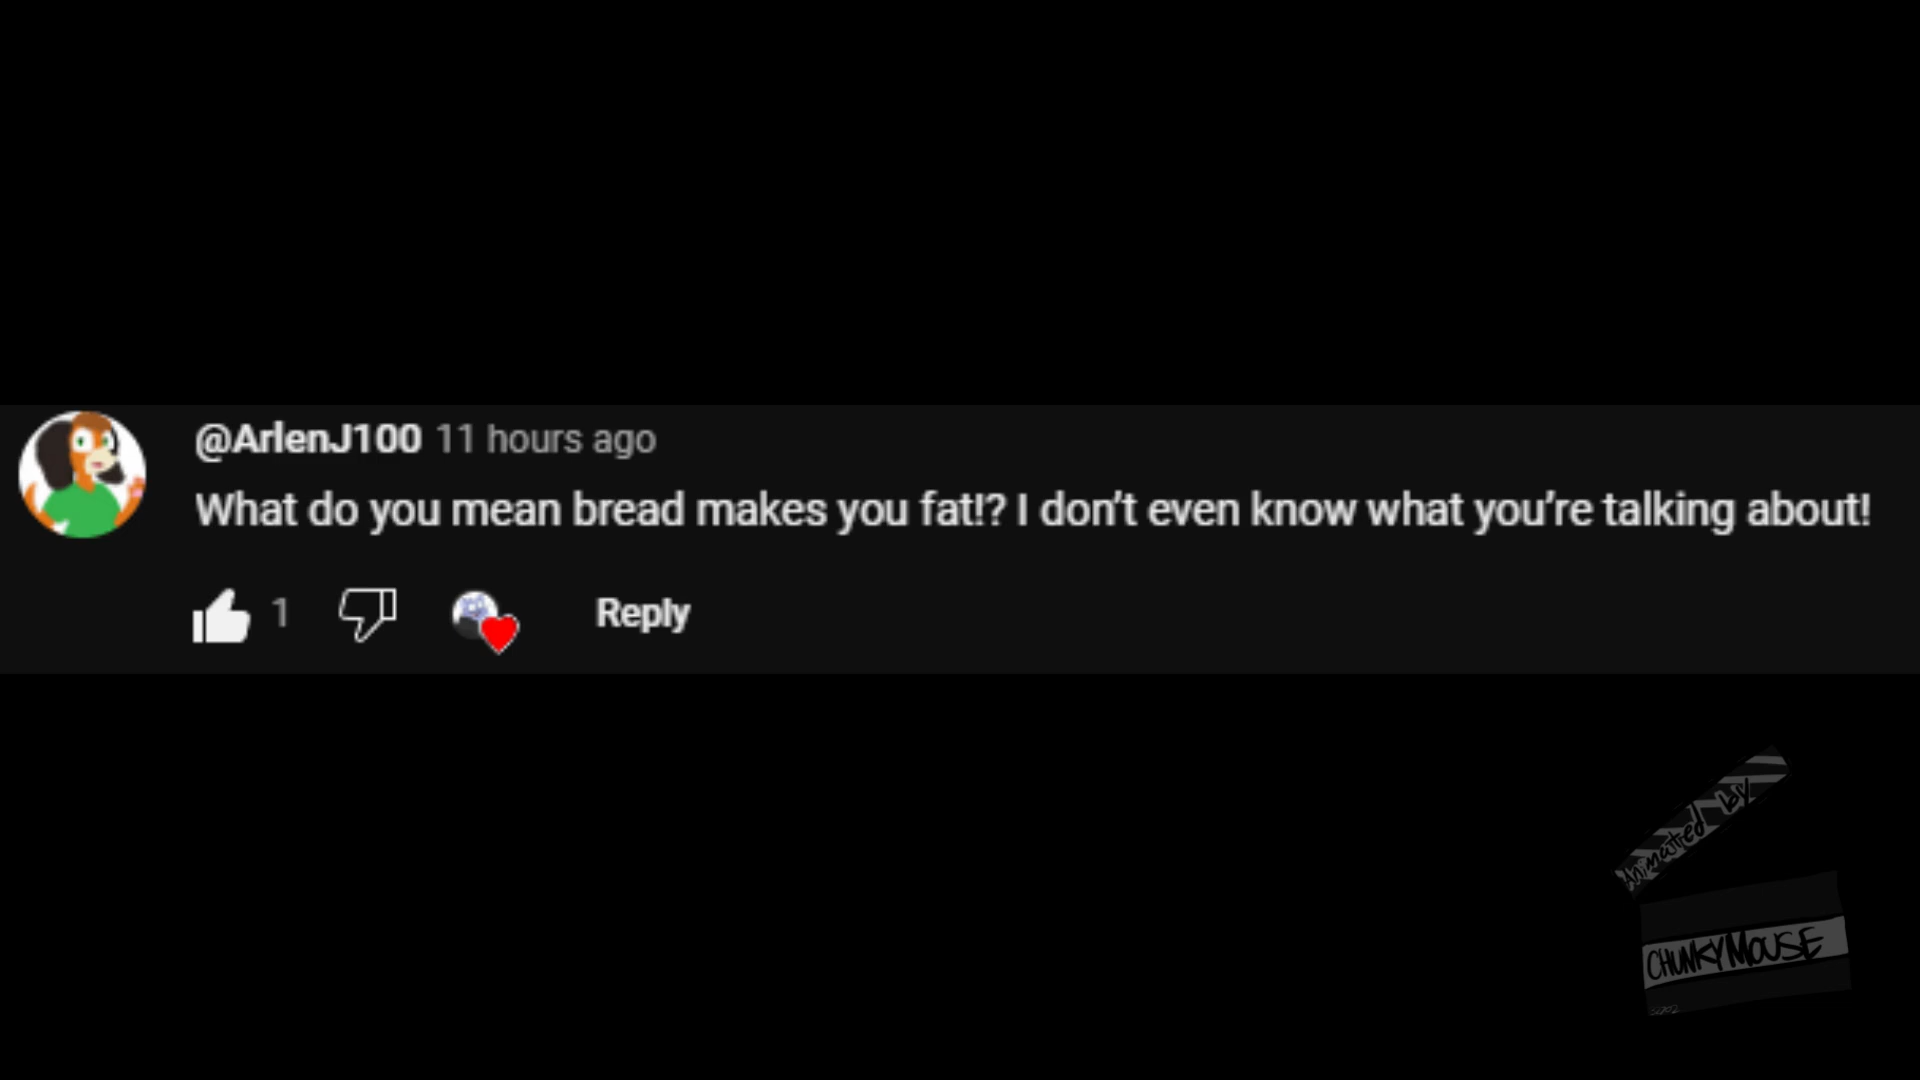 @ArlenJ100 11 hours ago
What do you mean bread makes you fat!? I don’t even know what you’re talking about!
1 Reply
Animated by
CHUNKYMOUSE